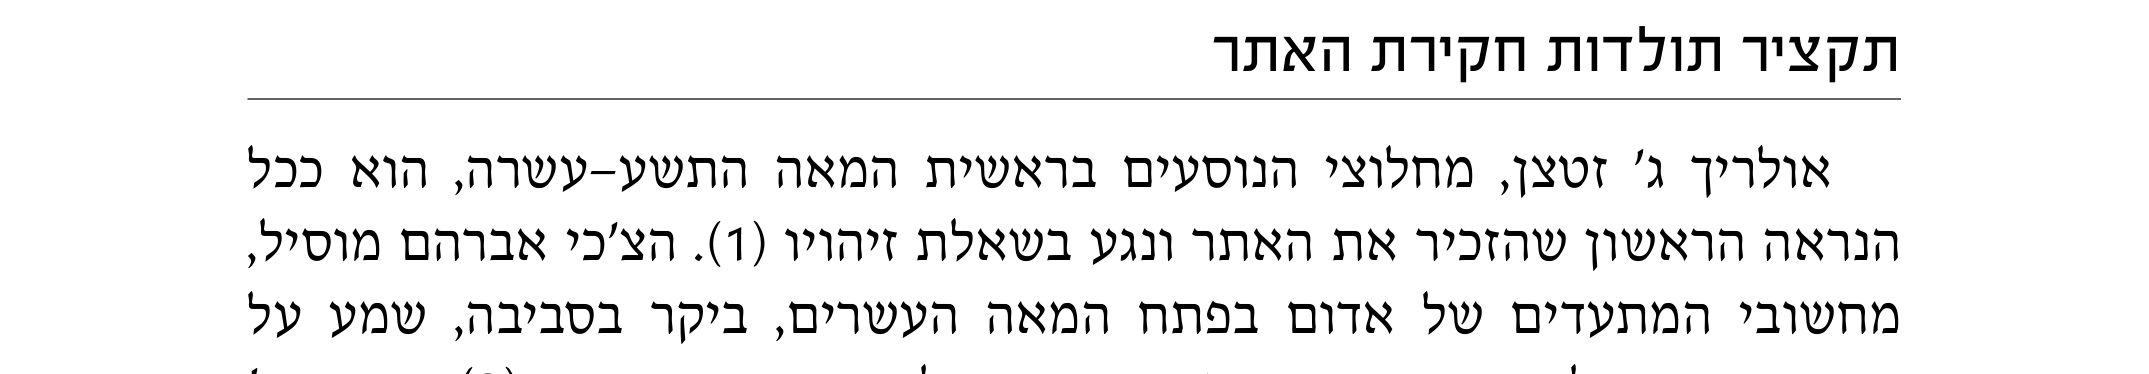 תקציר תולדות חקירת האתר
אולריך ג' זטצן, מחלוצי הנוסעים בראשית המאה התשע–עשרה, הוא ככל
הנראה הראשון שהזכיר את האתר ונגע בשאלת זיהויו (1). הצ'כי אברהם מוסיל,
מחשובי המתעדים של אדום בפתח המאה העשרים, ביקר בסביבה, שמע על